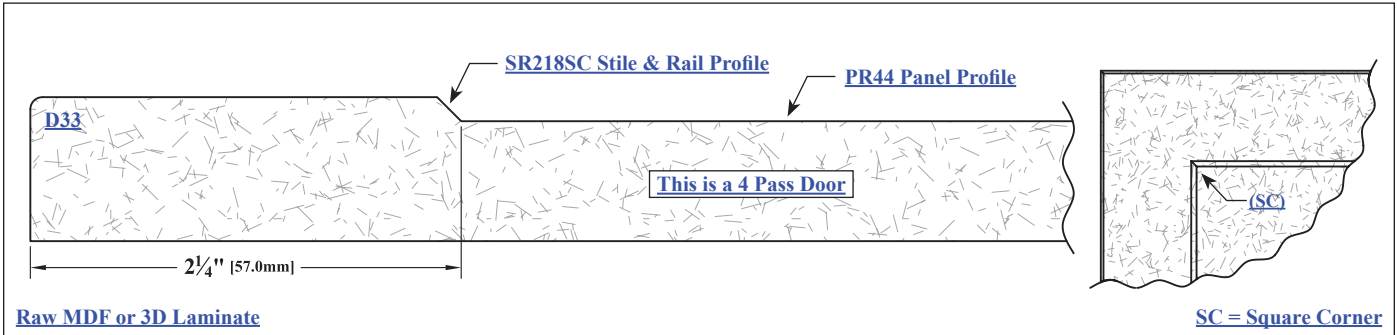 SR218SC Stile & Rail Profile
PR44 Panel Profile
D33
This is a 4 Pass Door
(SC)
2¼" [57.0mm]
Raw MDF or 3D Laminate
SC = Square Corner